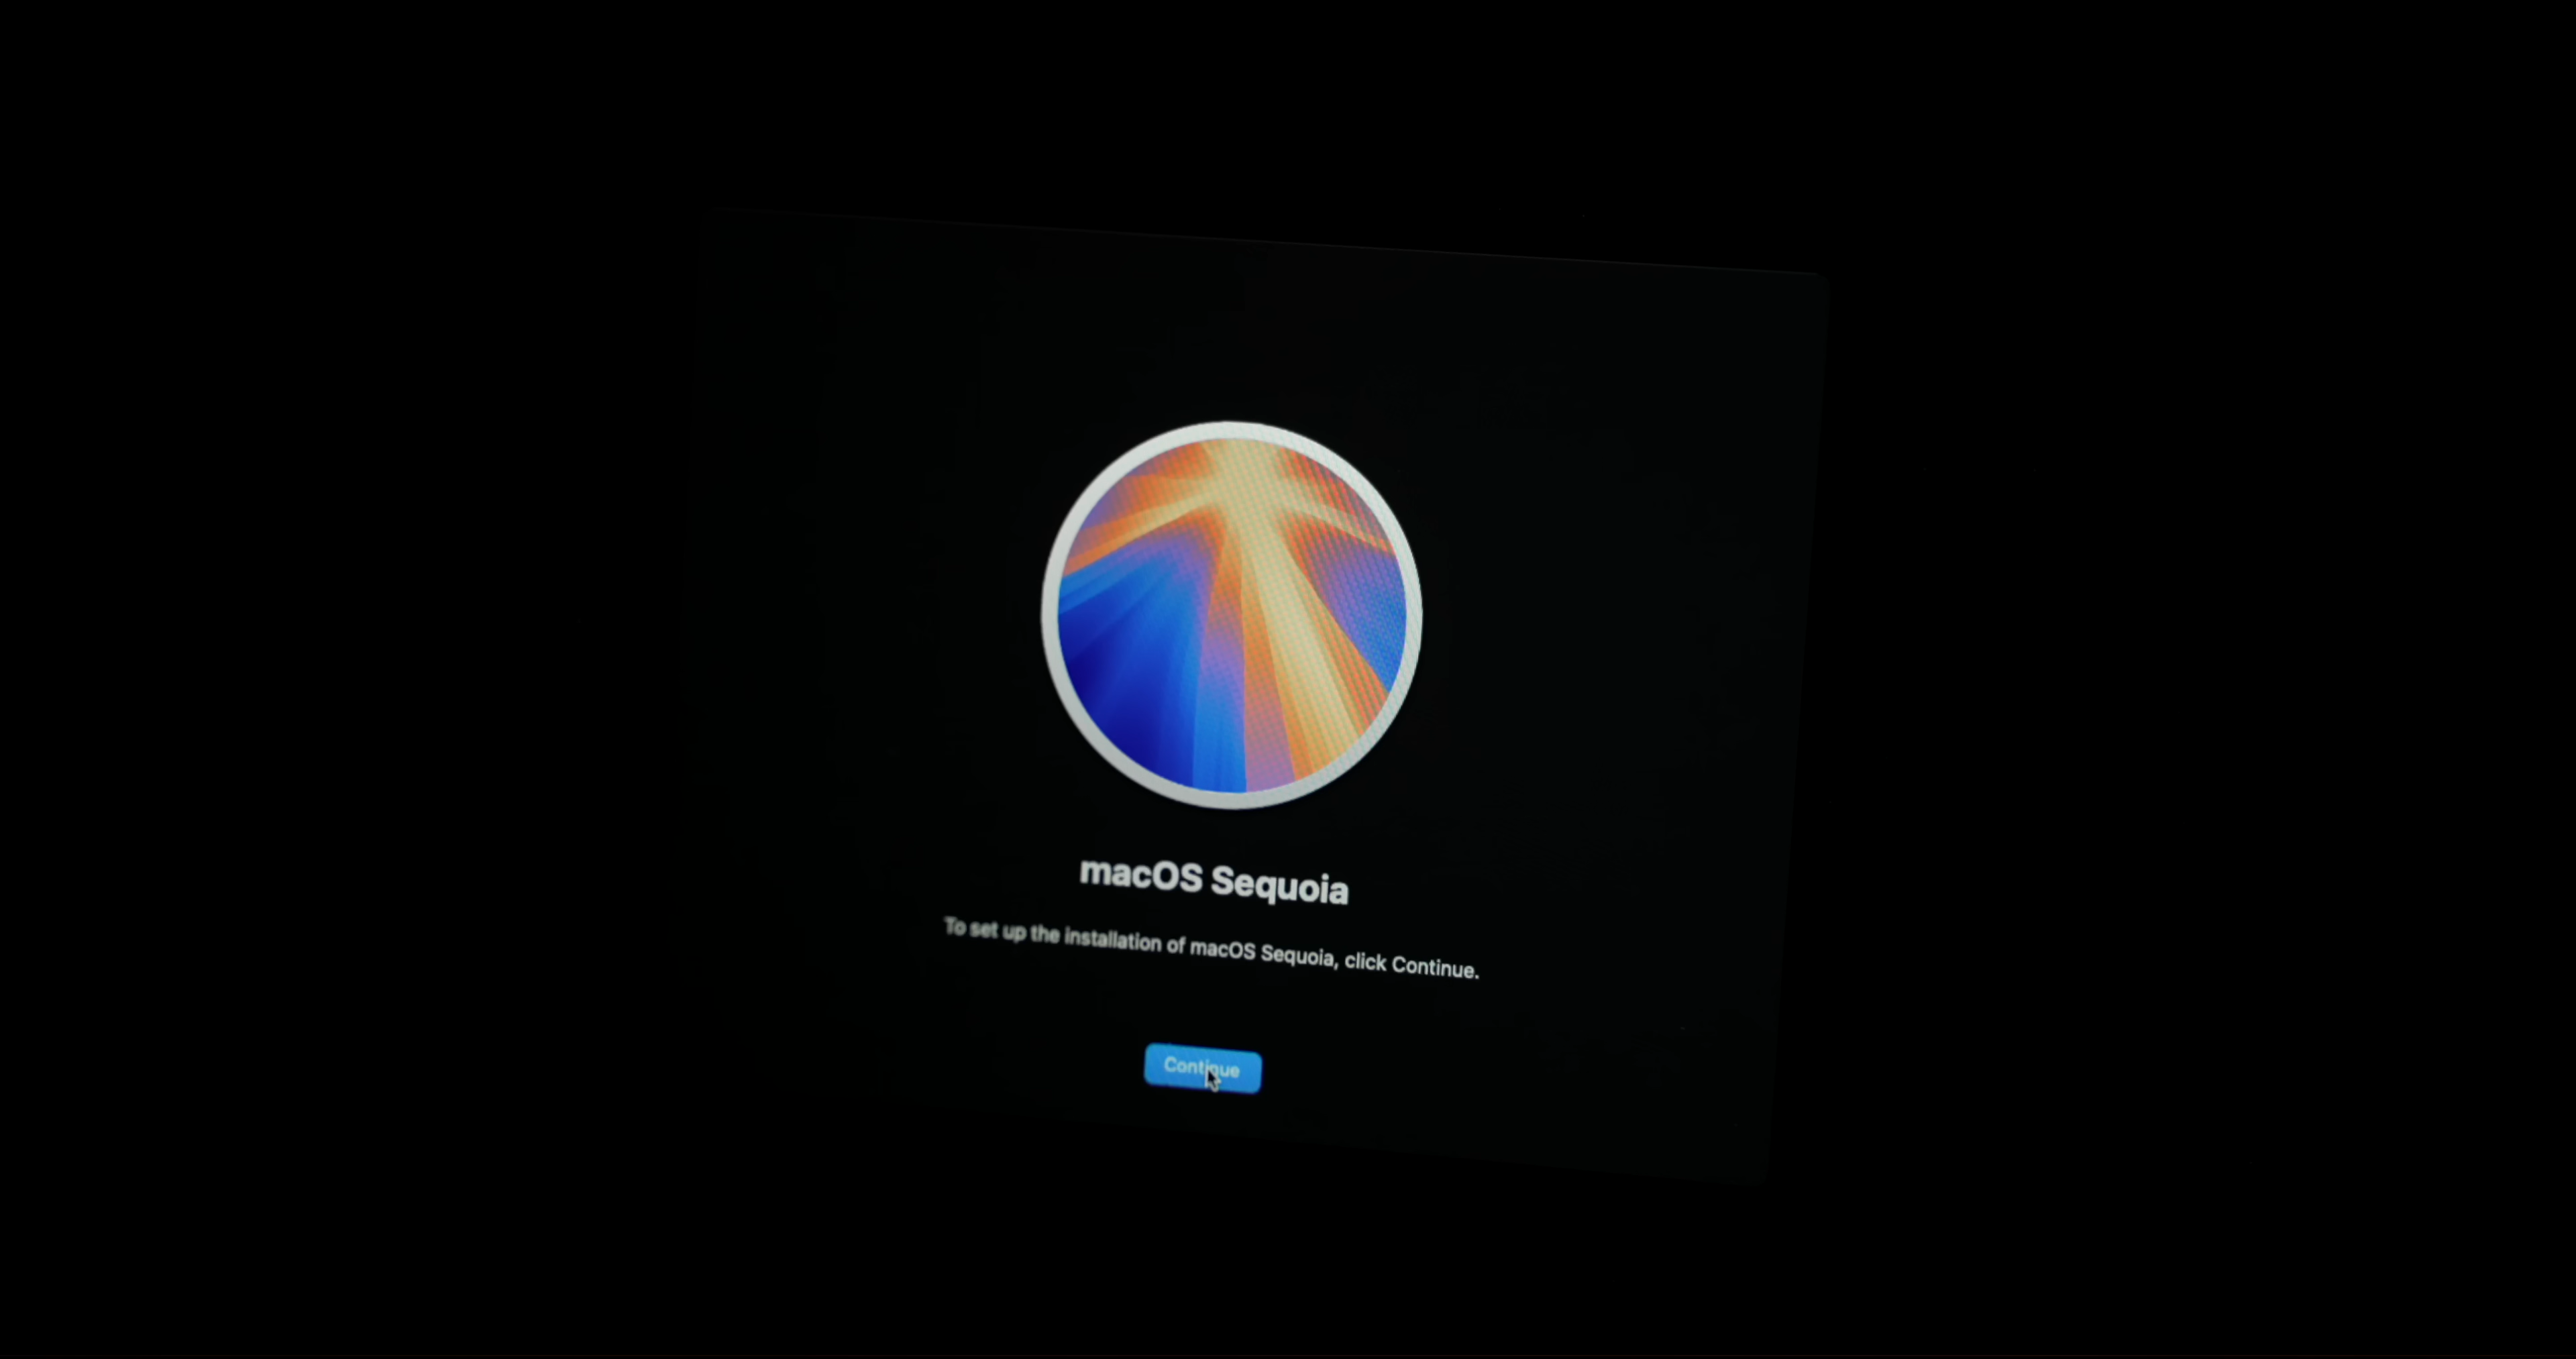 macOS Sequoia
To set up the installation of macOS Sequoia, click Continue.
Continue